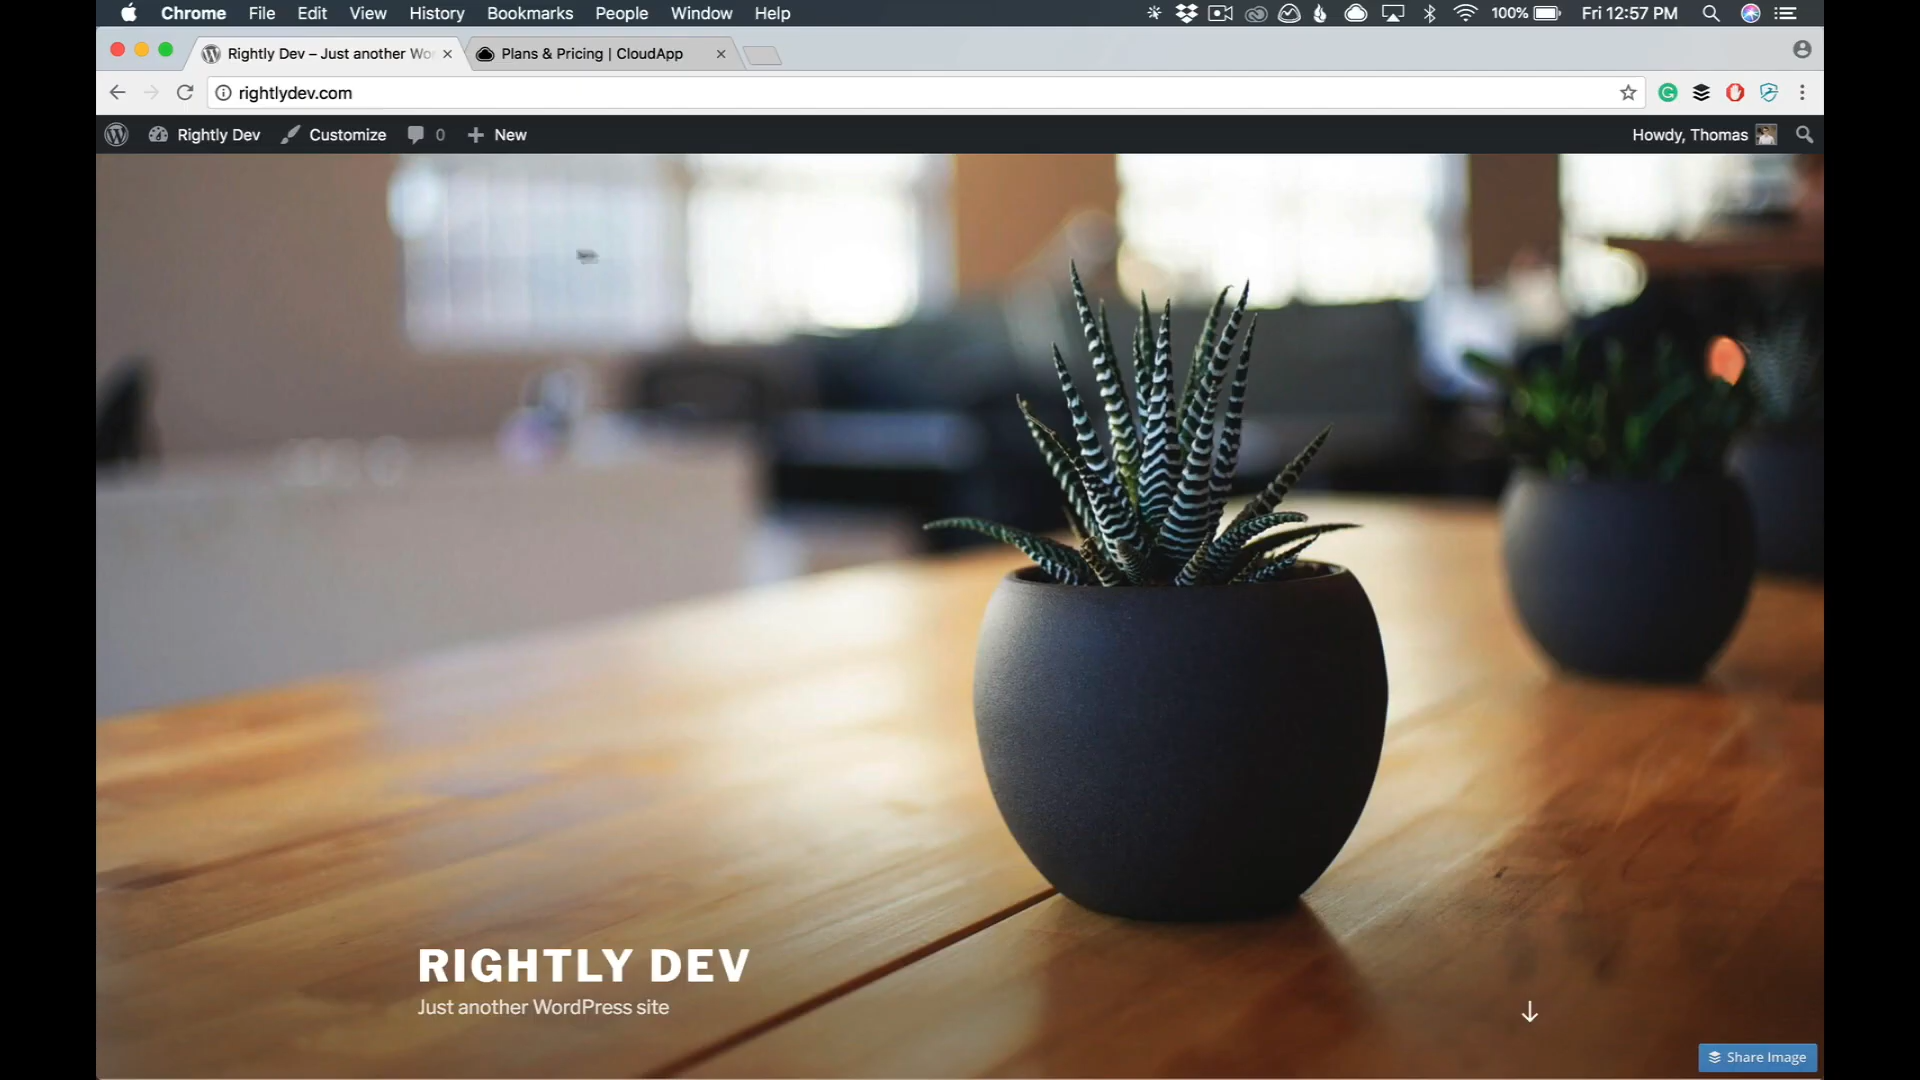 Chrome File Edit View History Bookmarks People Window Help 100% Fri 12:57 PM
Rightly Dev – Just another Wo Plans & Pricing | CloudApp
rightlydev.com
Rightly Dev Customize 0 New Howdy, Thomas
RIGHTLY DEV
Just another WordPress site
Share Image